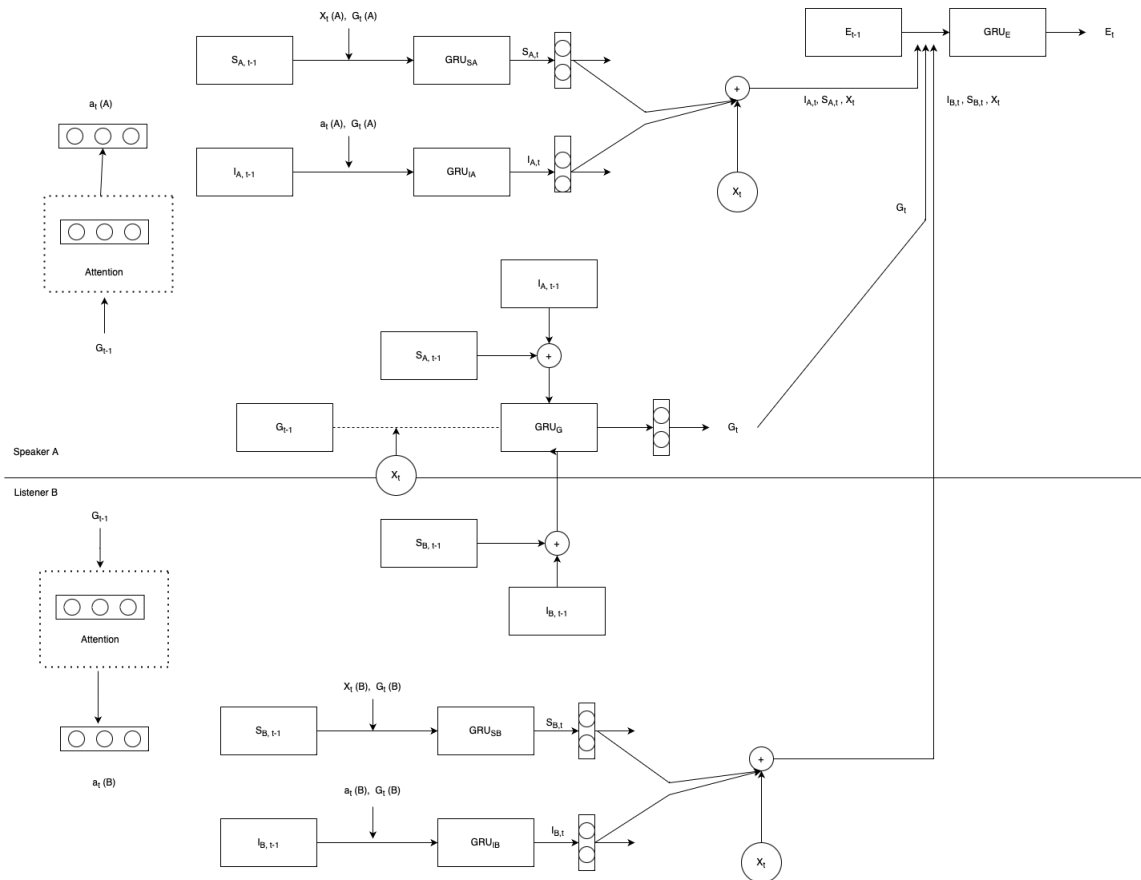 Xt (A), Gt (A)
SA, t-1
GRUSA
SA,t
Et-1
GRUE
Et
+
IA,t, SA,t , Xt
IB,t , SB,t , Xt
at (A)
at (A), Gt (A)
IA, t-1
GRUIA
IA,t
Xt
Gt
Attention
Gt-1
IA, t-1
SA, t-1
+
Gt-1
GRUG
Gt
Speaker A
Xt
Listener B
Gt-1
SB, t-1
+
Attention
IB, t-1
Xt (B), Gt (B)
SB, t-1
GRUSB
SB,t
at (B)
+
at (B), Gt (B)
IB, t-1
GRUIB
IB,t
Xt